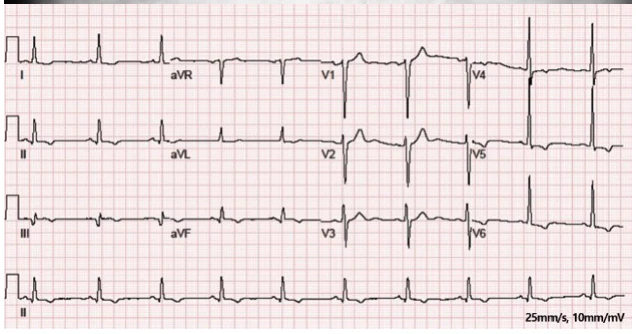 I aVR V1 V4
II aVL V2 V5
III aVF V3 V6
II
25mm/s, 10mm/mV